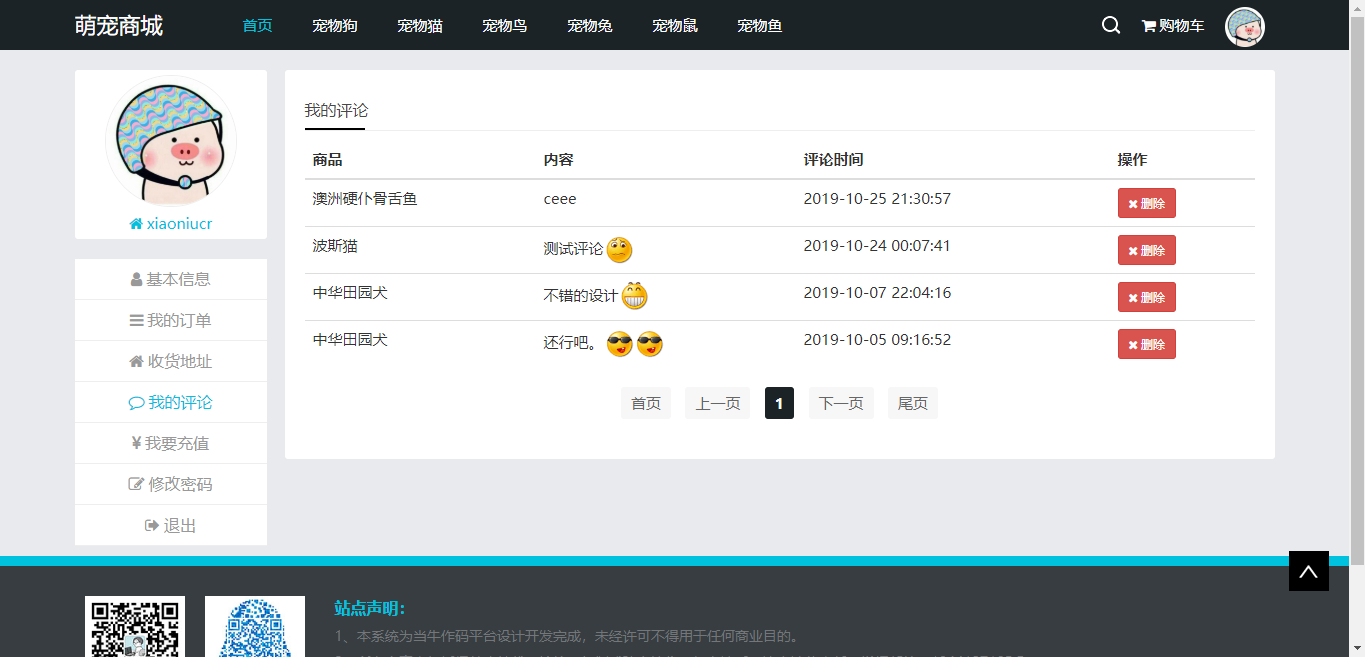 萌宠商城 首页 宠物狗 宠物猫 宠物鸟 宠物兔 宠物鼠 宠物鱼 购物车
xiaoniucr
基本信息
我的订单
收货地址
我的评论
¥ 我要充值
修改密码
退出
我的评论
商品 内容 评论时间 操作
澳洲硬仆骨舌鱼 ceee 2019-10-25 21:30:57 删除
波斯猫 测试评论 2019-10-24 00:07:41 删除
中华田园犬 不错的设计 2019-10-07 22:04:16 删除
中华田园犬 还行吧。 2019-10-05 09:16:52 删除
首页 上一页 1 下一页 尾页
站点声明：
1、本系统为当牛作码平台设计开发完成，未经许可不得用于任何商业目的。